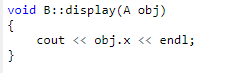 void B::display(A obj)
{
    cout << obj.x << endl;
}